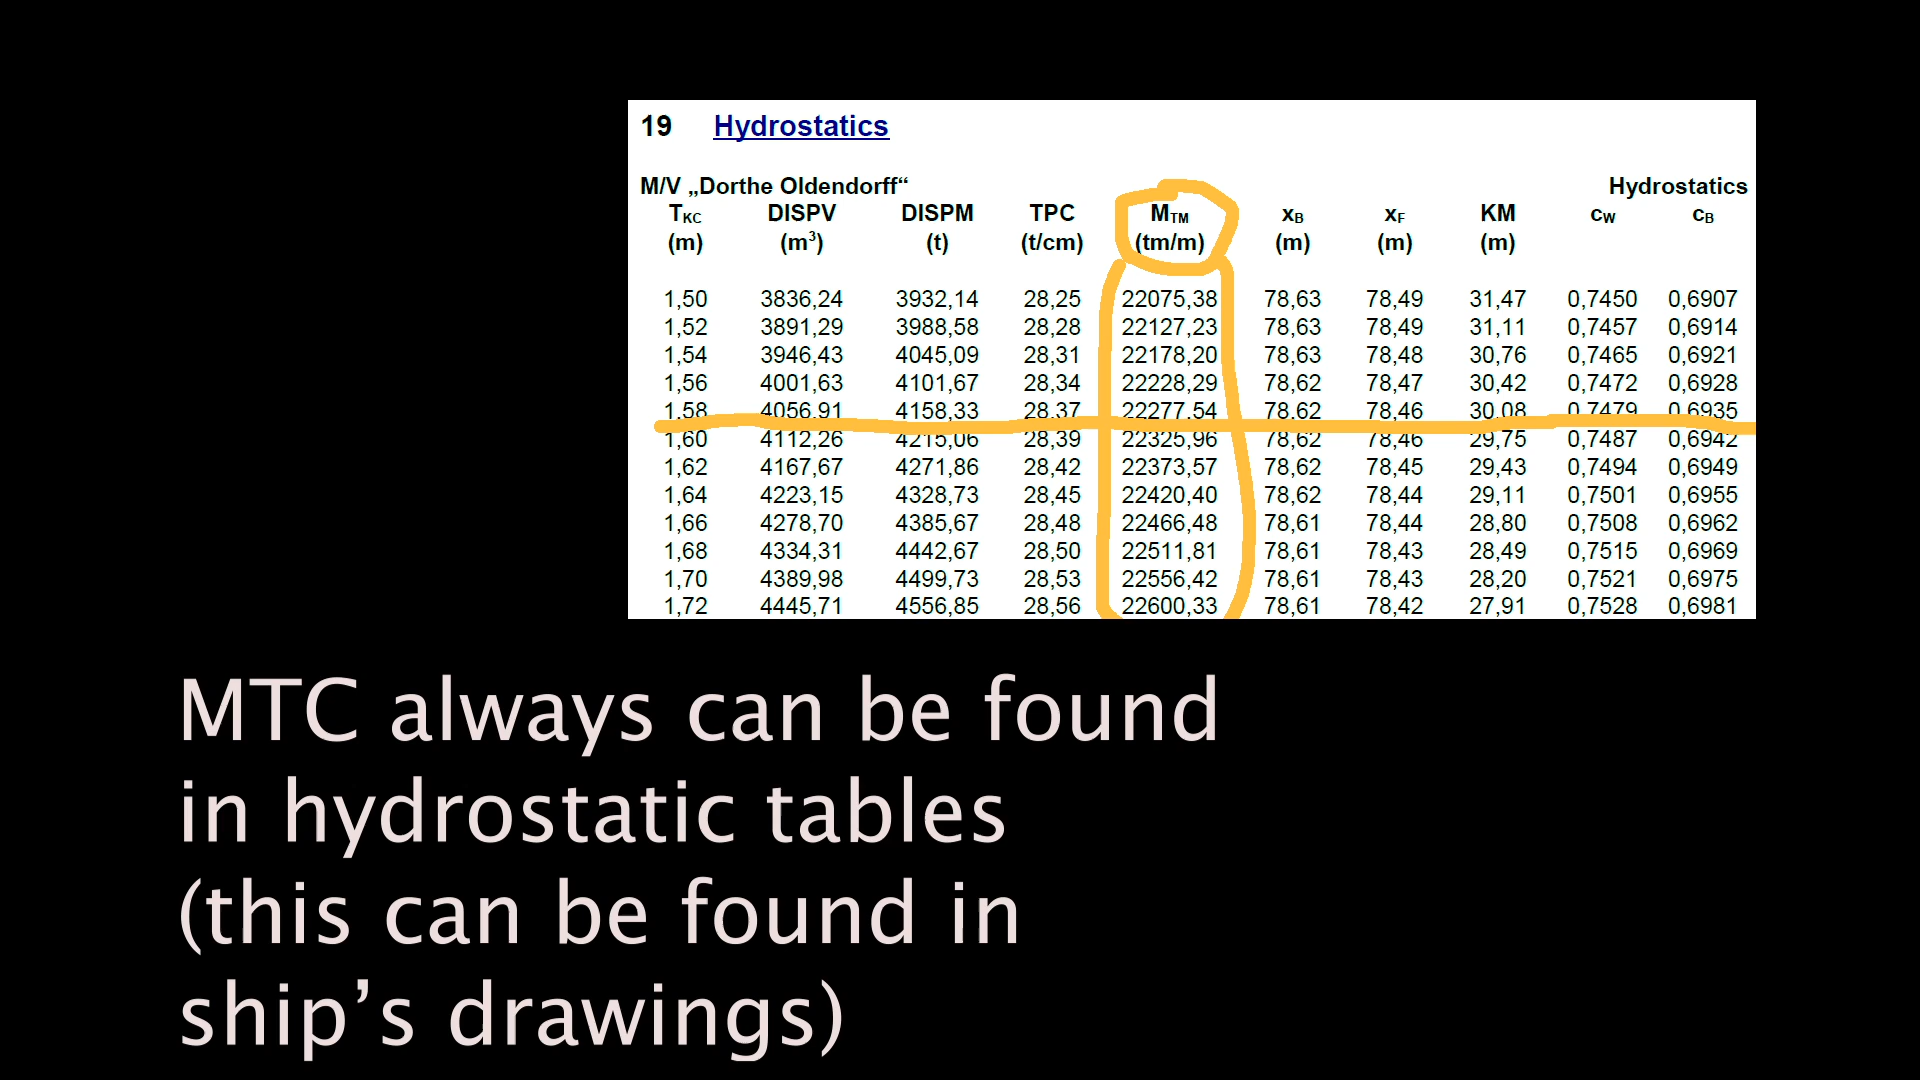 19 Hydrostatics
M/V „Dorthe Oldendorff“ Hydrostatics
TKC DISPV DISPM TPC MTM xB xF KM cW cB
(m) (m³) (t) (t/cm) (tm/m) (m) (m) (m)
1,50 3836,24 3932,14 28,25 22075,38 78,63 78,49 31,47 0,7450 0,6907
1,52 3891,29 3988,58 28,28 22127,23 78,63 78,49 31,11 0,7457 0,6914
1,54 3946,43 4045,09 28,31 22178,20 78,63 78,48 30,76 0,7465 0,6921
1,56 4001,63 4101,67 28,34 22228,29 78,62 78,47 30,42 0,7472 0,6928
1,58 4056,91 4158,33 28,37 22277,54 78,62 78,46 30,08 0,7479 0,6935
1,60 4112,26 4215,06 28,39 22325,96 78,62 78,46 29,75 0,7487 0,6942
1,62 4167,67 4271,86 28,42 22373,57 78,62 78,45 29,43 0,7494 0,6949
1,64 4223,15 4328,73 28,45 22420,40 78,62 78,44 29,11 0,7501 0,6955
1,66 4278,70 4385,67 28,48 22466,48 78,61 78,44 28,80 0,7508 0,6962
1,68 4334,31 4442,67 28,50 22511,81 78,61 78,43 28,49 0,7515 0,6969
1,70 4389,98 4499,73 28,53 22556,42 78,61 78,43 28,20 0,7521 0,6975
1,72 4445,71 4556,85 28,56 22600,33 78,61 78,42 27,91 0,7528 0,6981
MTC always can be found
in hydrostatic tables
(this can be found in
ship’s drawings)